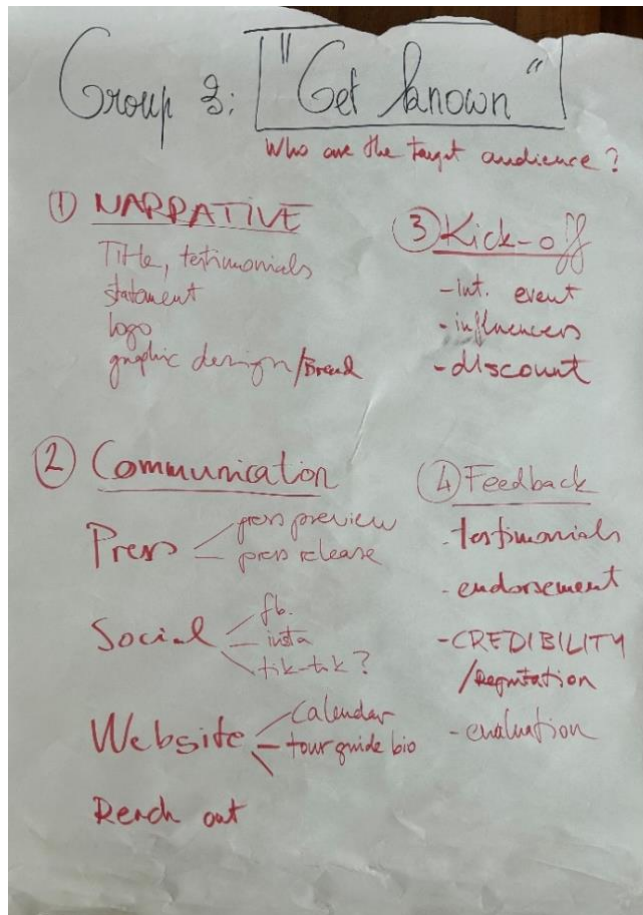 Group 3: "Get known"
Who are the target audience?
① NARRATIVE
Title, testimonials
statement
logo
graphic design/Brand
② Communication
Press
press preview
press release
Social
fb.
insta
tik-tak?
Website
calendar
tour guide bio
Reach out
③ Kick-off
-int. event
-influencers
-discount
④ Feedback
-testimonials
-endorsement
-CREDIBILITY
/Reputation
-evaluation